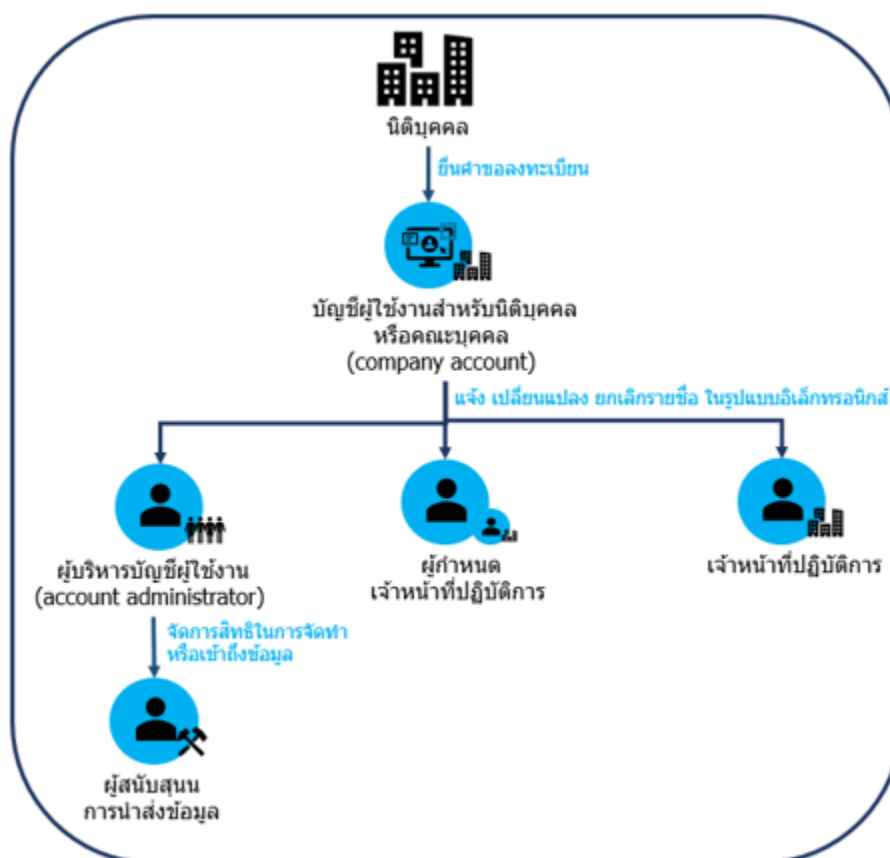 นิติบุคคล
ยื่นคำขอลงทะเบียน
บัญชีผู้ใช้งานสำหรับนิติบุคคล
หรือคณะบุคคล
(company account)
แจ้ง เปลี่ยนแปลง ยกเลิกรายชื่อ ในรูปแบบอิเล็กทรอนิกส์
ผู้บริหารบัญชีผู้ใช้งาน
(account administrator)
ผู้กำหนด
เจ้าหน้าที่ปฏิบัติการ
เจ้าหน้าที่ปฏิบัติการ
จัดการสิทธิในการจัดทำ
หรือเข้าถึงข้อมูล
ผู้สนับสุนน
การนำส่งข้อมูล